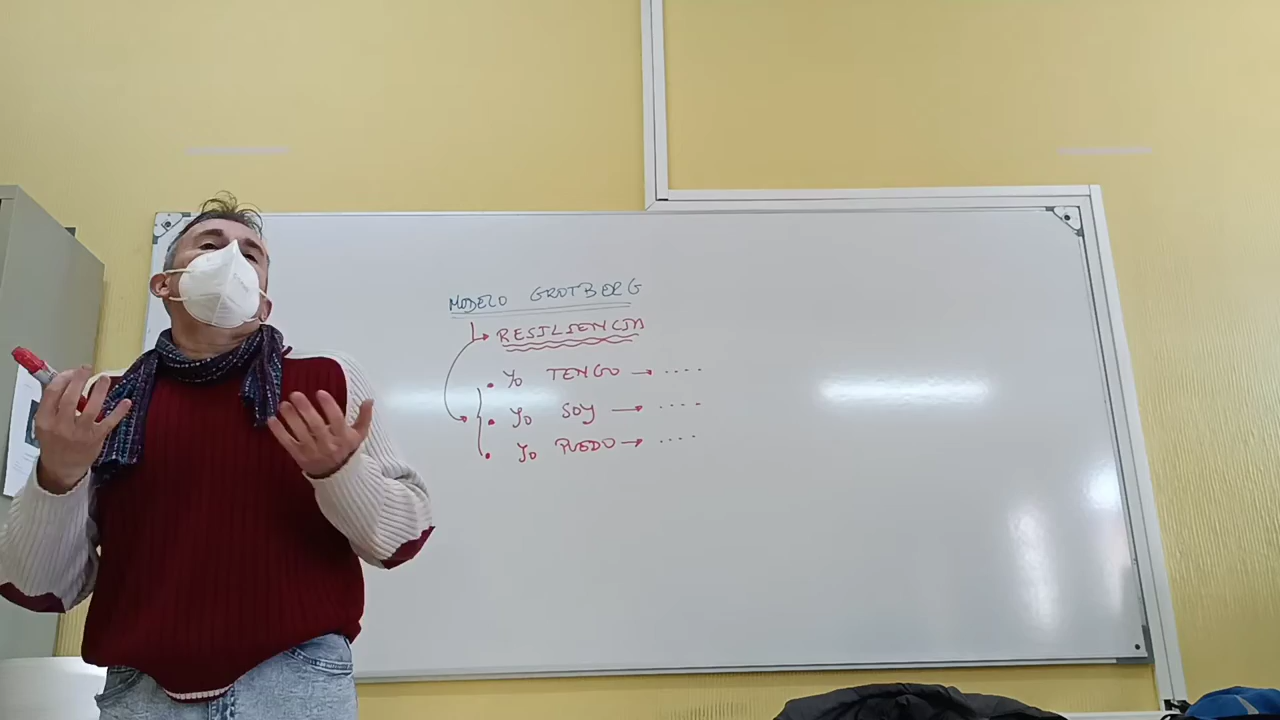 MODELO GROTBERG
RESILIENCIA
• Yo TENGO → ....
• yo SOY → ....
• yo PUEDO → ....